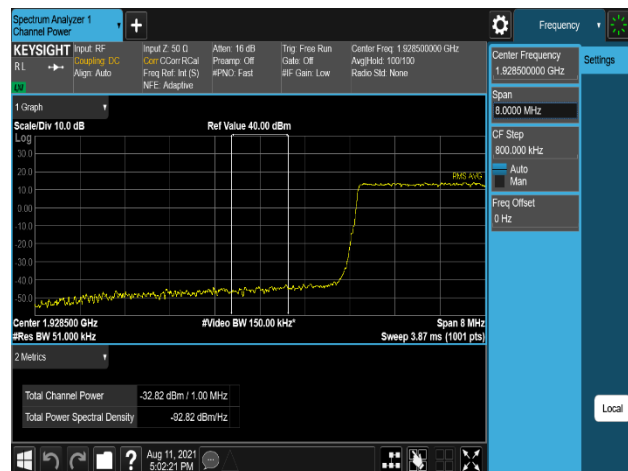 Spectrum Analyzer 1
Channel Power
Frequency
KEYSIGHT
RL
Input: RF
Coupling: DC
Align: Auto
Input Z: 50 Ω
Corr CCorr RCal
Freq Ref: Int (S)
NFE: Adaptive
Atten: 16 dB
Preamp: Off
#PNO: Fast
Trig: Free Run
Gate: Off
#IF Gain: Low
Center Freq: 1.928500000 GHz
Avg|Hold: 100/100
Radio Std: None
Center Frequency
1.928500000 GHz
Settings
Span
8.0000 MHz
CF Step
800.000 kHz
Auto
Man
Freq Offset
0 Hz
1 Graph
Scale/Div 10.0 dB
Ref Value 40.00 dBm
Log
30.0
20.0
RMS AVG
10.0
0.00
-10.0
-20.0
-30.0
-40.0
-50.0
Center 1.928500 GHz
#Video BW 150.00 kHz*
Span 8 MHz
#Res BW 51.000 kHz
Sweep 3.87 ms (1001 pts)
2 Metrics
Total Channel Power
-32.82 dBm / 1.00 MHz
Total Power Spectral Density
-92.82 dBm/Hz
Local
?
Aug 11, 2021
5:02:21 PM